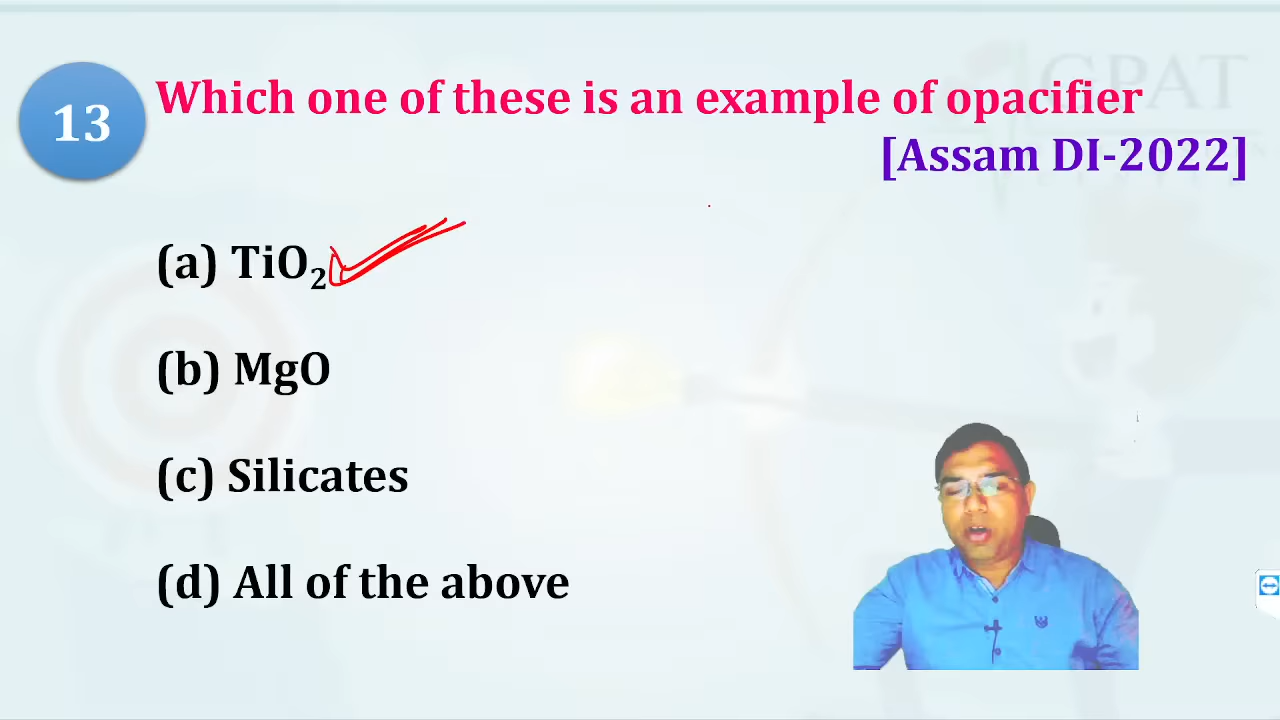 13
Which one of these is an example of opacifier
[Assam DI-2022]
(a) TiO₂
(b) MgO
(c) Silicates
(d) All of the above
GPAT